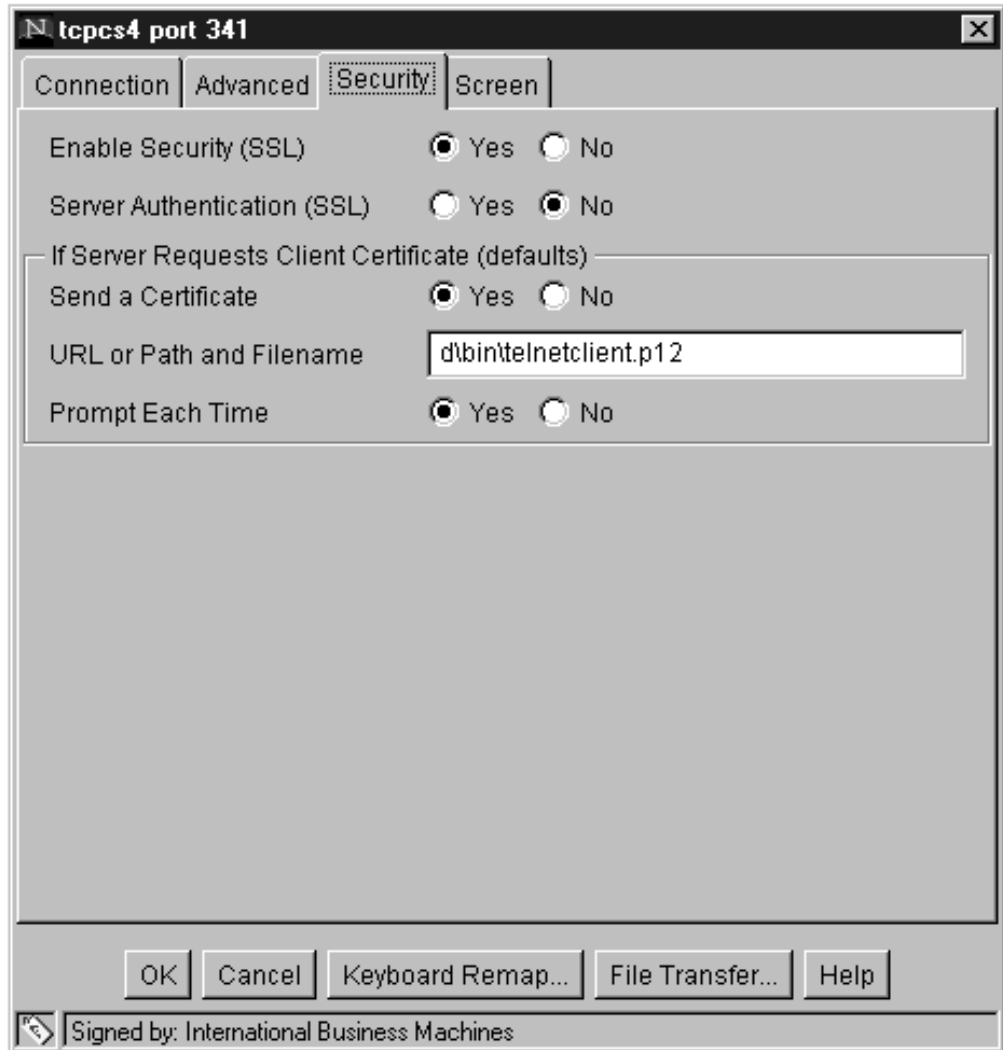 N tcpcs4 port 341
Connection Advanced Security Screen
Enable Security (SSL) Yes No
Server Authentication (SSL) Yes No
If Server Requests Client Certificate (defaults)
Send a Certificate Yes No
URL or Path and Filename d\bin\telnetclient.p12
Prompt Each Time Yes No
OK Cancel Keyboard Remap... File Transfer... Help
Signed by: International Business Machines